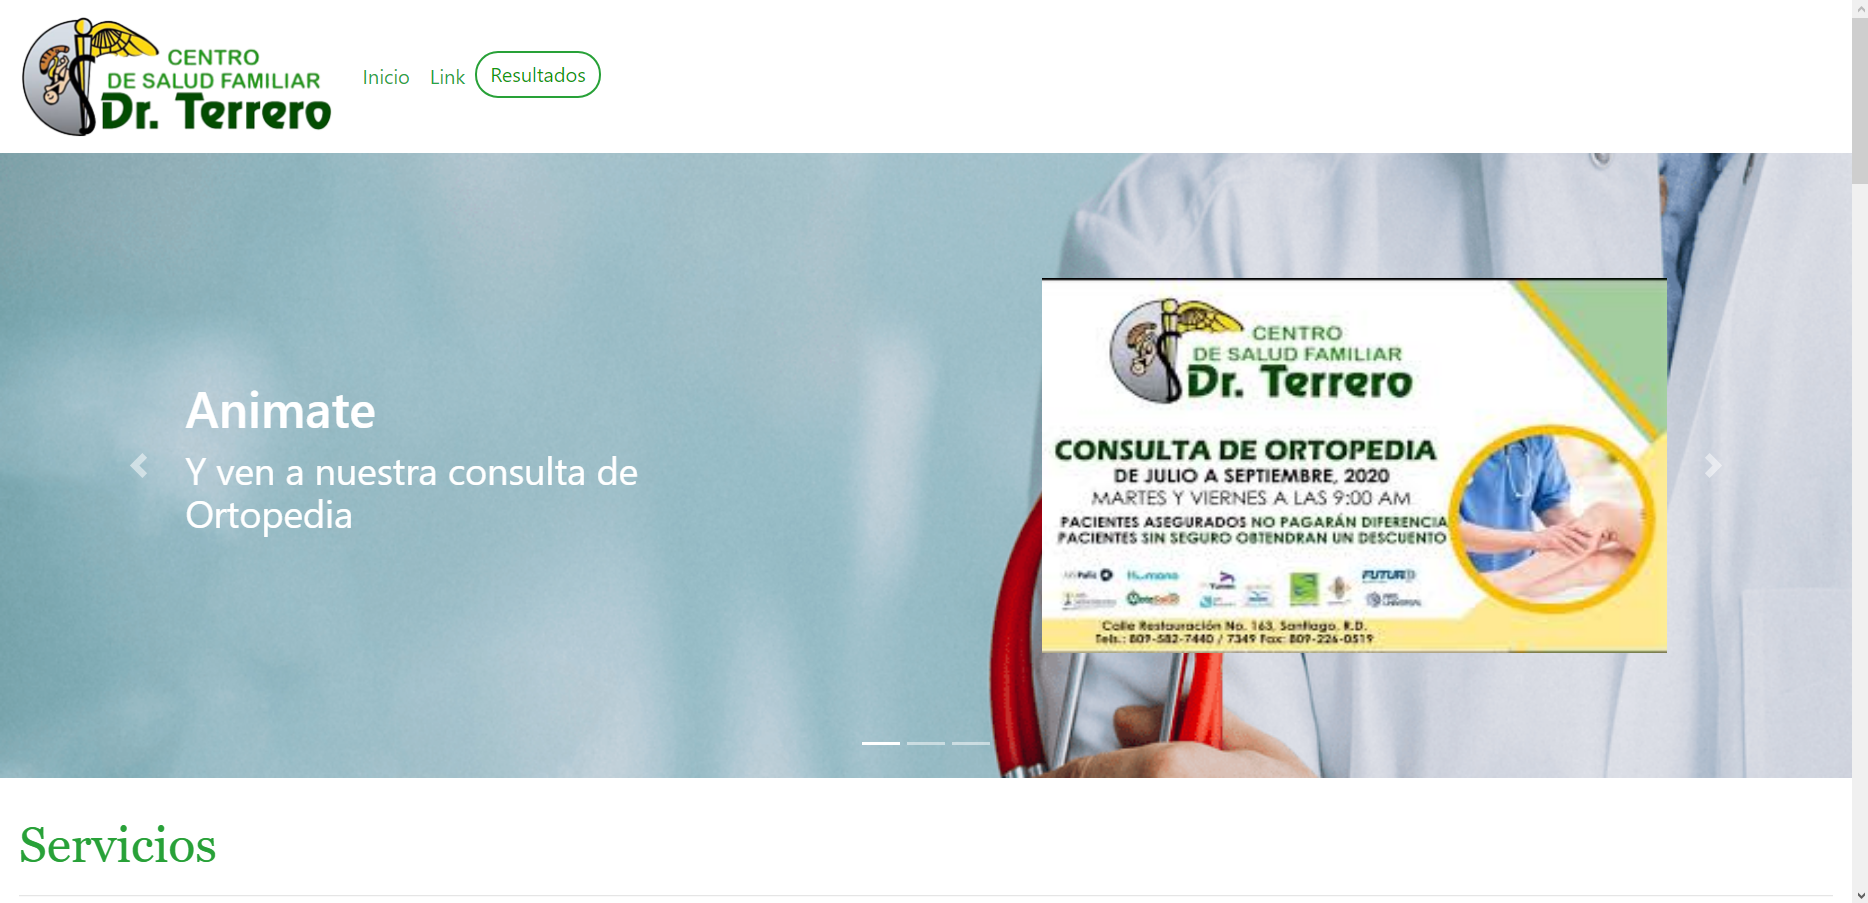 CENTRO
DE SALUD FAMILIAR
Dr. Terrero
Inicio Link Resultados
Animate
Y ven a nuestra consulta de
Ortopedia
CENTRO
DE SALUD FAMILIAR
Dr. Terrero
CONSULTA DE ORTOPEDIA
DE JULIO A SEPTIEMBRE, 2020
MARTES Y VIERNES A LAS 9:00 AM
PACIENTES ASEGURADOS NO PAGARÁN DIFERENCIA
PACIENTES SIN SEGURO OBTENDRAN UN DESCUENTO
Humano
FUTURO
UNIVERSAL
Calle Restauración No. 163, Santiago, R.D.
Tels.: 809-582-7440 / 7349 Fax: 809-226-0519
Servicios